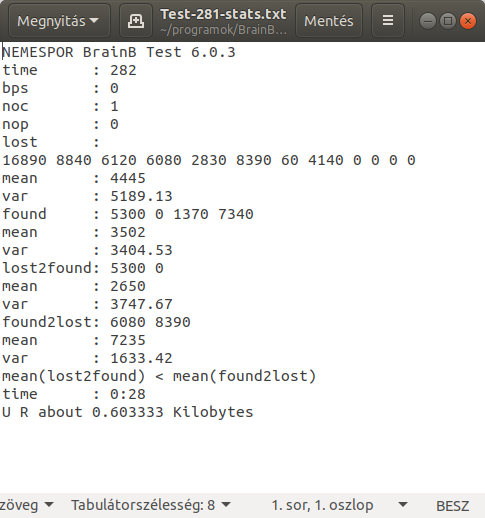 Megnyitás
Test-281-stats.txt
~/programok/BrainB…
Mentés
NEMESPOR BrainB Test 6.0.3
time      : 282
bps       : 0
noc       : 1
nop       : 0
lost      :
16890 8840 6120 6080 2830 8390 60 4140 0 0 0 0
mean      : 4445
var       : 5189.13
found     : 5300 0 1370 7340
mean      : 3502
var       : 3404.53
lost2found: 5300 0
mean      : 2650
var       : 3747.67
found2lost: 6080 8390
mean      : 7235
var       : 1633.42
mean(lost2found) < mean(found2lost)
time      : 0:28
U R about 0.603333 Kilobytes
zöveg
Tabulátorszélesség: 8
1. sor, 1. oszlop
BESZ